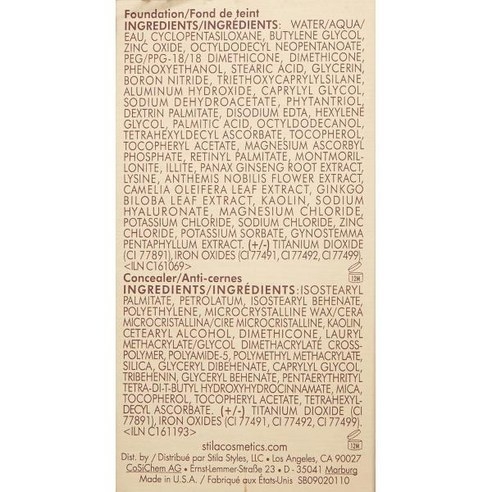 Foundation/Fond de teint
INGREDIENTS/INGRÉDIENTS: WATER/AQUA/
EAU, CYCLOPENTASILOXANE, BUTYLENE GLYCOL,
ZINC OXIDE, OCTYLDODECYL NEOPENTANOATE,
PEG/PPG-18/18 DIMETHICONE, DIMETHICONE,
PHENOXYETHANOL, STEARIC ACID, GLYCERIN,
BORON NITRIDE, TRIETHOXYCAPRYLYLSILANE,
ALUMINUM HYDROXIDE, CAPRYLYL GLYCOL,
SODIUM DEHYDROACETATE, PHYTANTRIOL,
DEXTRIN PALMITATE, DISODIUM EDTA, HEXYLENE
GLYCOL, PALMITIC ACID, OCTYLDODECANOL,
TETRAHEXYLDECYL ASCORBATE, TOCOPHEROL,
TOCOPHERYL ACETATE, MAGNESIUM ASCORBYL
PHOSPHATE, RETINYL PALMITATE, MONTMORIL-
LONITE, ILLITE, PANAX GINSENG ROOT EXTRACT,
LYSINE, ANTHEMIS NOBILIS FLOWER EXTRACT,
CAMELIA OLEIFERA LEAF EXTRACT, GINKGO
BILOBA LEAF EXTRACT, KAOLIN, SODIUM
HYALURONATE, MAGNESIUM CHLORIDE,
POTASSIUM CHLORIDE, SODIUM CHLORIDE, ZINC
CHLORIDE, POTASSIUM SORBATE, GYNOSTEMMA
PENTAPHYLLUM EXTRACT. (+/-) TITANIUM DIOXIDE
(CI 77891), IRON OXIDES (CI 77491, CI 77492, CI 77499).
<ILN C161069>
12M
Concealer/Anti-cernes
INGREDIENTS/INGRÉDIENTS: ISOSTEARYL
PALMITATE, PETROLATUM, ISOSTEARYL BEHENATE,
POLYETHYLENE, MICROCRYSTALLINE WAX/CERA
MICROCRISTALLINA/CIRE MICROCRISTALLINE, KAOLIN,
CETEARYL ALCOHOL, DIMETHICONE, LAURYL
METHACRYLATE/GLYCOL DIMETHACRYLATE CROSS-
POLYMER, POLYAMIDE-5, POLYMETHYL METHACRYLATE,
SILICA, GLYCERYL DIBEHENATE, CAPRYLYL GLYCOL,
TRIBEHENIN, GLYCERYL BEHENATE, PENTAERYTHRITYL
TETRA-DI-T-BUTYL HYDROXYHYDROCINNAMATE, MICA,
TOCOPHEROL, TOCOPHERYL ACETATE, TETRAHEXYL-
DECYL ASCORBATE. (+/-) TITANIUM DIOXIDE (CI
77891), IRON OXIDES (CI 77491, CI 77492, CI 77499).
<ILN C161193>
12M
stilacosmetics.com
Dist. by / Distribué par Stila Styles, LLC • Los Angeles, CA 90027
CoSiChem AG • Ernst-Lemmer-Straße 23 • D - 35041 Marburg
Made in U.S.A. / Fabriqué aux États-Unis SB09020110